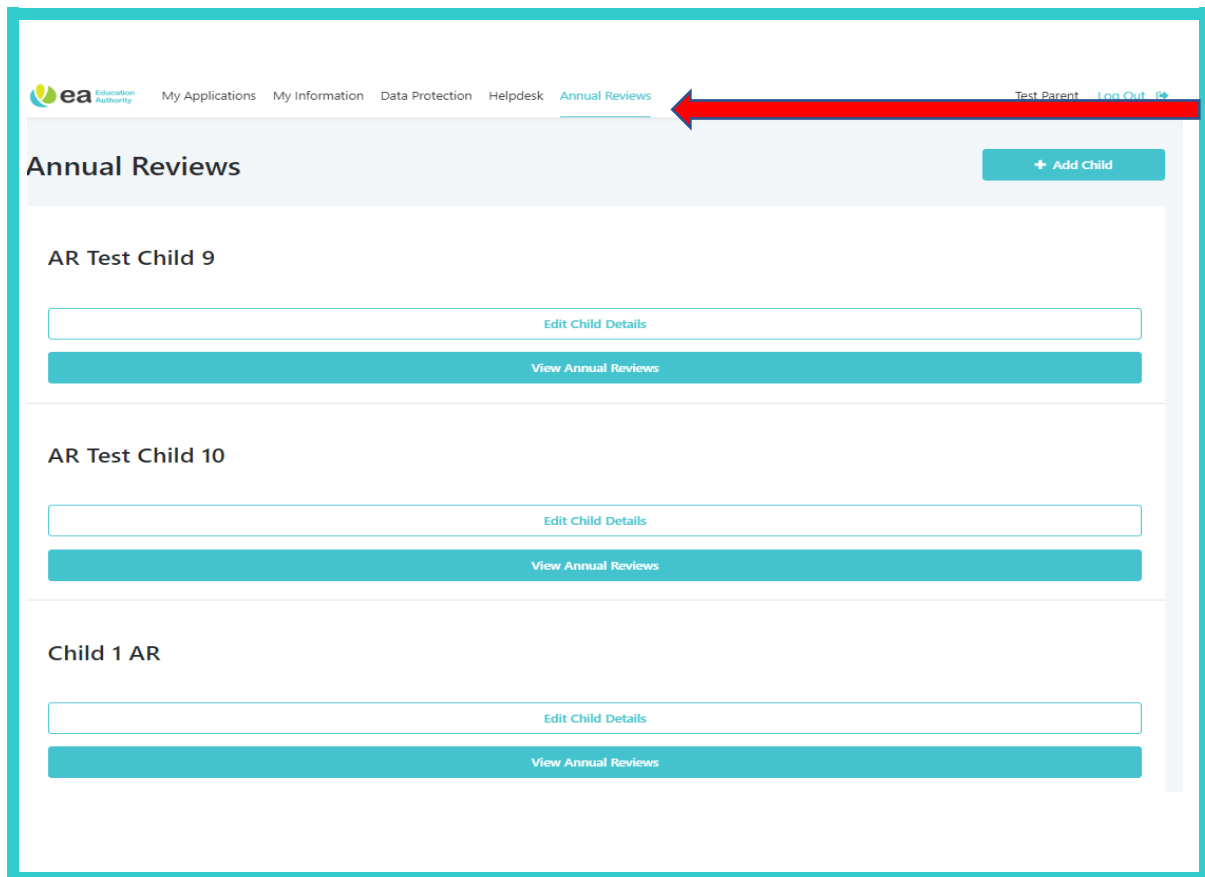 ea Education Authority My Applications My Information Data Protection Helpdesk Annual Reviews Test Parent Log Out
Annual Reviews
+ Add Child
AR Test Child 9
Edit Child Details
View Annual Reviews
AR Test Child 10
Edit Child Details
View Annual Reviews
Child 1 AR
Edit Child Details
View Annual Reviews